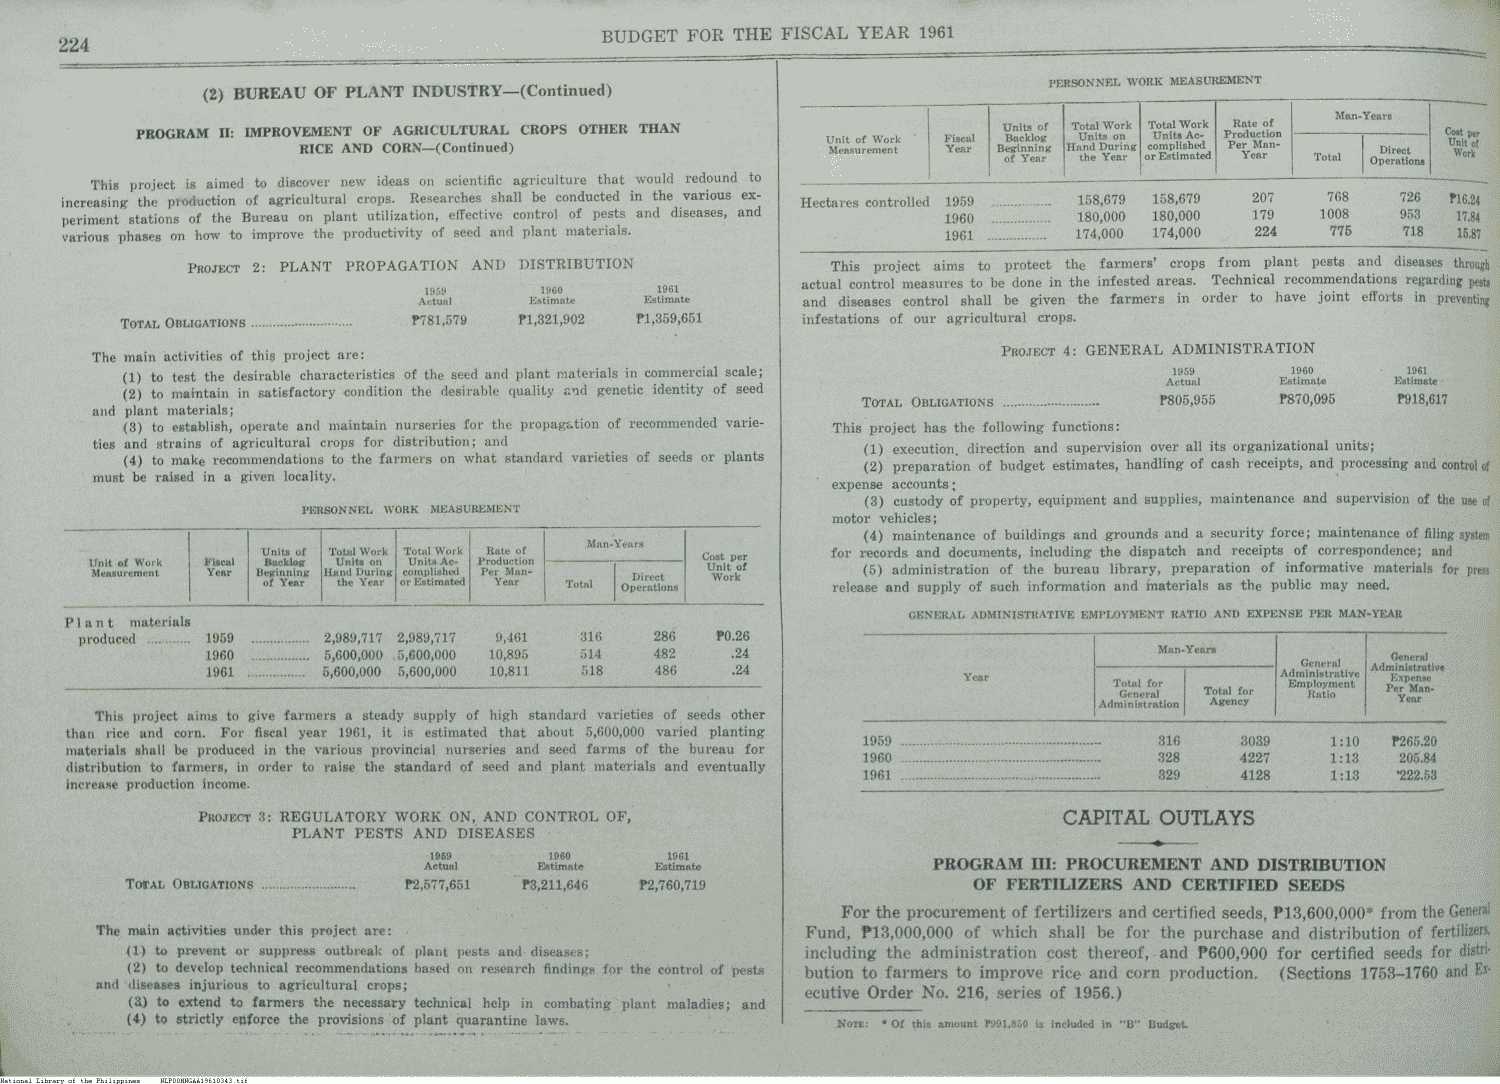 224
BUDGET FOR THE FISCAL YEAR 1961
(2) BUREAU OF PLANT INDUSTRY—(Continued)
PROGRAM II: IMPROVEMENT OF AGRICULTURAL CROPS OTHER THAN
RICE AND CORN—(Continued)
This project is aimed to discover new ideas on scientific agriculture that would redound to
increasing the production of agricultural crops. Researches shall be conducted in the various ex-
periment stations of the Bureau on plant utilization, effective control of pests and diseases, and
various phases on how to improve the productivity of seed and plant materials.
PROJECT 2: PLANT PROPAGATION AND DISTRIBUTION
1959 1960 1961
Actual Estimate Estimate
TOTAL OBLIGATIONS ........................... ₱781,579 ₱1,321,902 ₱1,359,651
The main activities of this project are:
(1) to test the desirable characteristics of the seed and plant materials in commercial scale;
(2) to maintain in satisfactory condition the desirable quality and genetic identity of seed
and plant materials;
(3) to establish, operate and maintain nurseries for the propagation of recommended varie-
ties and strains of agricultural crops for distribution; and
(4) to make recommendations to the farmers on what standard varieties of seeds or plants
must be raised in a given locality.
PERSONNEL WORK MEASUREMENT
Unit of Work Measurement | Fiscal Year | Units of Backlog Beginning of Year | Total Work Units on Hand During the Year | Total Work Units Ac- complished or Estimated | Rate of Production Per Man- Year | Man-Years Total | Direct Operations | Cost per Unit of Work
Plant materials
produced .......... 1959 ............... 2,989,717 2,989,717 9,461 316 286 ₱0.26
1960 ............... 5,600,000 5,600,000 10,895 514 482 .24
1961 ............... 5,600,000 5,600,000 10,811 518 486 .24
This project aims to give farmers a steady supply of high standard varieties of seeds other
than rice and corn. For fiscal year 1961, it is estimated that about 5,600,000 varied planting
materials shall be produced in the various provincial nurseries and seed farms of the bureau for
distribution to farmers, in order to raise the standard of seed and plant materials and eventually
increase production income.
PROJECT 3: REGULATORY WORK ON, AND CONTROL OF,
PLANT PESTS AND DISEASES
1959 1960 1961
Actual Estimate Estimate
TOTAL OBLIGATIONS ......................... ₱2,577,651 ₱3,211,646 ₱2,760,719
The main activities under this project are:
(1) to prevent or suppress outbreak of plant pests and diseases;
(2) to develop technical recommendations based on research findings for the control of pests
and diseases injurious to agricultural crops;
(3) to extend to farmers the necessary technical help in combating plant maladies; and
(4) to strictly enforce the provisions of plant quarantine laws.
PERSONNEL WORK MEASUREMENT
Unit of Work Measurement | Fiscal Year | Units of Backlog Beginning of Year | Total Work Units on Hand During the Year | Total Work Units Ac- complished or Estimated | Rate of Production Per Man- Year | Man-Years Total | Direct Operations | Cost per Unit of Work
Hectares controlled 1959 ............... 158,679 158,679 207 768 726 ₱16.24
1960 ............... 180,000 180,000 179 1008 953 17.84
1961 ............... 174,000 174,000 224 775 718 15.87
This project aims to protect the farmers' crops from plant pests and diseases through
actual control measures to be done in the infested areas. Technical recommendations regarding pests
and diseases control shall be given the farmers in order to have joint efforts in preventing
infestations of our agricultural crops.
PROJECT 4: GENERAL ADMINISTRATION
1959 1960 1961
Actual Estimate Estimate
TOTAL OBLIGATIONS ......................... ₱805,955 ₱870,095 ₱918,617
This project has the following functions:
(1) execution, direction and supervision over all its organizational units;
(2) preparation of budget estimates, handling of cash receipts, and processing and control of
expense accounts;
(3) custody of property, equipment and supplies, maintenance and supervision of the use of
motor vehicles;
(4) maintenance of buildings and grounds and a security force; maintenance of filing system
for records and documents, including the dispatch and receipts of correspondence; and
(5) administration of the bureau library, preparation of informative materials for press
release and supply of such information and materials as the public may need.
GENERAL ADMINISTRATIVE EMPLOYMENT RATIO AND EXPENSE PER MAN-YEAR
Year | Man-Years Total for General Administration | Total for Agency | General Administrative Employment Ratio | General Administrative Expense Per Man- Year
1959 ............................................... 316 3039 1:10 ₱265.20
1960 ............................................... 328 4227 1:13 205.84
1961 ............................................... 329 4128 1:13 222.53
CAPITAL OUTLAYS
PROGRAM III: PROCUREMENT AND DISTRIBUTION
OF FERTILIZERS AND CERTIFIED SEEDS
For the procurement of fertilizers and certified seeds, ₱13,600,000* from the General
Fund, ₱13,000,000 of which shall be for the purchase and distribution of fertilizers,
including the administration cost thereof, and ₱600,000 for certified seeds for distri-
bution to farmers to improve rice and corn production. (Sections 1753–1760 and Ex-
ecutive Order No. 216, series of 1956.)
NOTE: * Of this amount ₱991,850 is included in "B" Budget.
National Library of the Philippines NLP00NNGAA19610343.tif